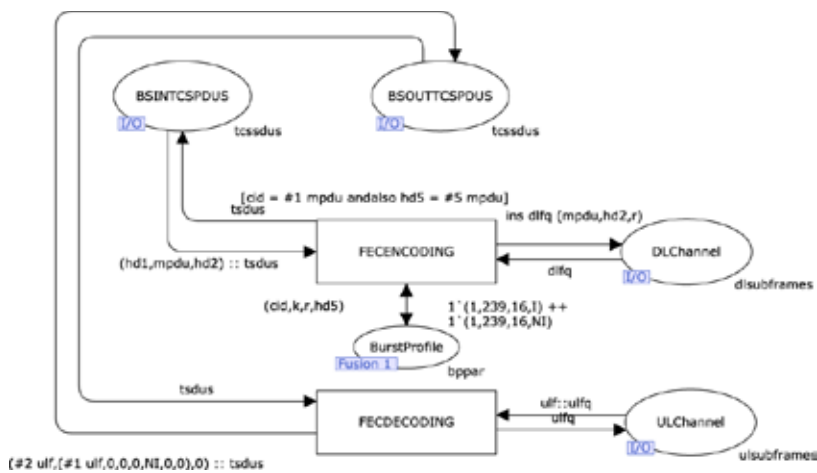 BSINTCSPDUS
I/O
tcssdus
BSOUTTCSPDUS
I/O
tcssdus
[cid = #1 mpdu andalso hd5 = #5 mpdu]
tsdus
ins dlfq (mpdu,hd2,r)
FECENCODING
DLChannel
I/O
dlsubframes
(hd1,mpdu,hd2) :: tsdus
dlfq
(cid,k,r,hd5)
1`(1,239,16,I) ++
1`(1,239,16,NI)
BurstProfile
Fusion 1
bppar
tsdus
FECDECODING
ulf::ulfq
ulfq
ULChannel
I/O
ulsubframes
(#2 ulf,(#1 ulf,0,0,0,NI,0,0),0) :: tsdus